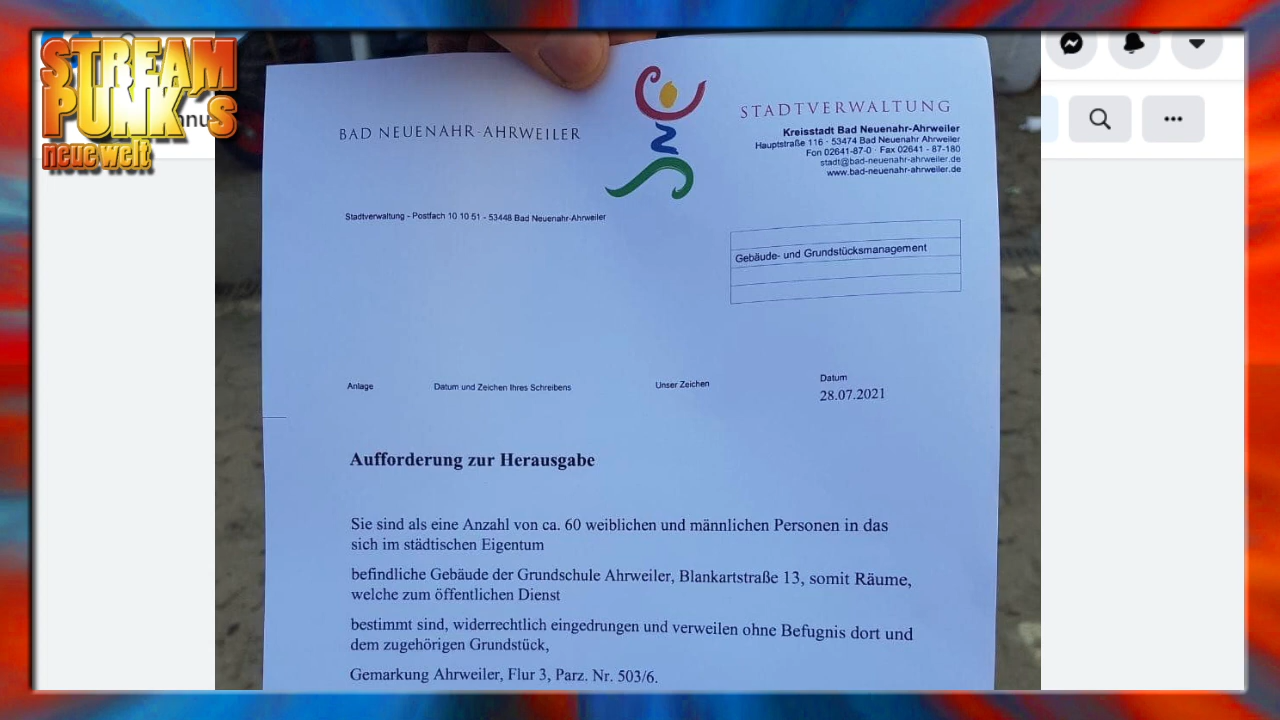 STREAM
PUNK´s
neue welt
BAD NEUENAHR-AHRWEILER
STADTVERWALTUNG
Kreisstadt Bad Neuenahr-Ahrweiler
Hauptstraße 116 · 53474 Bad Neuenahr Ahrweiler
Fon 02641-87-0 · Fax 02641 - 87-180
stadt@bad-neuenahr-ahrweiler.de
www.bad-neuenahr-ahrweiler.de
Stadtverwaltung - Postfach 10 10 51 - 53448 Bad Neuenahr-Ahrweiler
Gebäude- und Grundstücksmanagement
Anlage Datum und Zeichen Ihres Schreibens Unser Zeichen Datum
28.07.2021
Aufforderung zur Herausgabe
Sie sind als eine Anzahl von ca. 60 weiblichen und männlichen Personen in das
sich im städtischen Eigentum
befindliche Gebäude der Grundschule Ahrweiler, Blankartstraße 13, somit Räume,
welche zum öffentlichen Dienst
bestimmt sind, widerrechtlich eingedrungen und verweilen ohne Befugnis dort und
dem zugehörigen Grundstück,
Gemarkung Ahrweiler, Flur 3, Parz. Nr. 503/6.